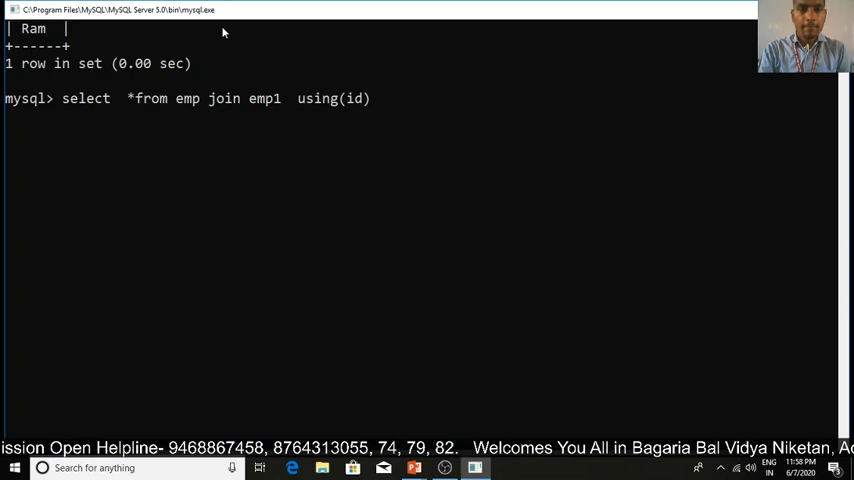 C:\Program Files\MySQL\MySQL Server 5.0\bin\mysql.exe
| Ram  |
+------+
1 row in set (0.00 sec)
mysql> select  *from emp join emp1  using(id)
ission Open Helpline- 9468867458, 8764313055, 74, 79, 82.   Welcomes You All in Bagaria Bal Vidya Niketan, Ac
Search for anything
ENG
IN
11:58 PM
6/7/2020
3